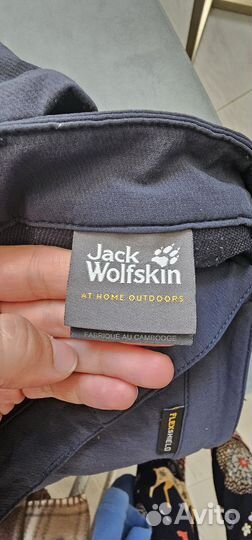 Jack
Wolfskin
AT HOME OUTDOORS
FABRIQUÉ AU CAMBODGE
FLEXSHIELD
Avito